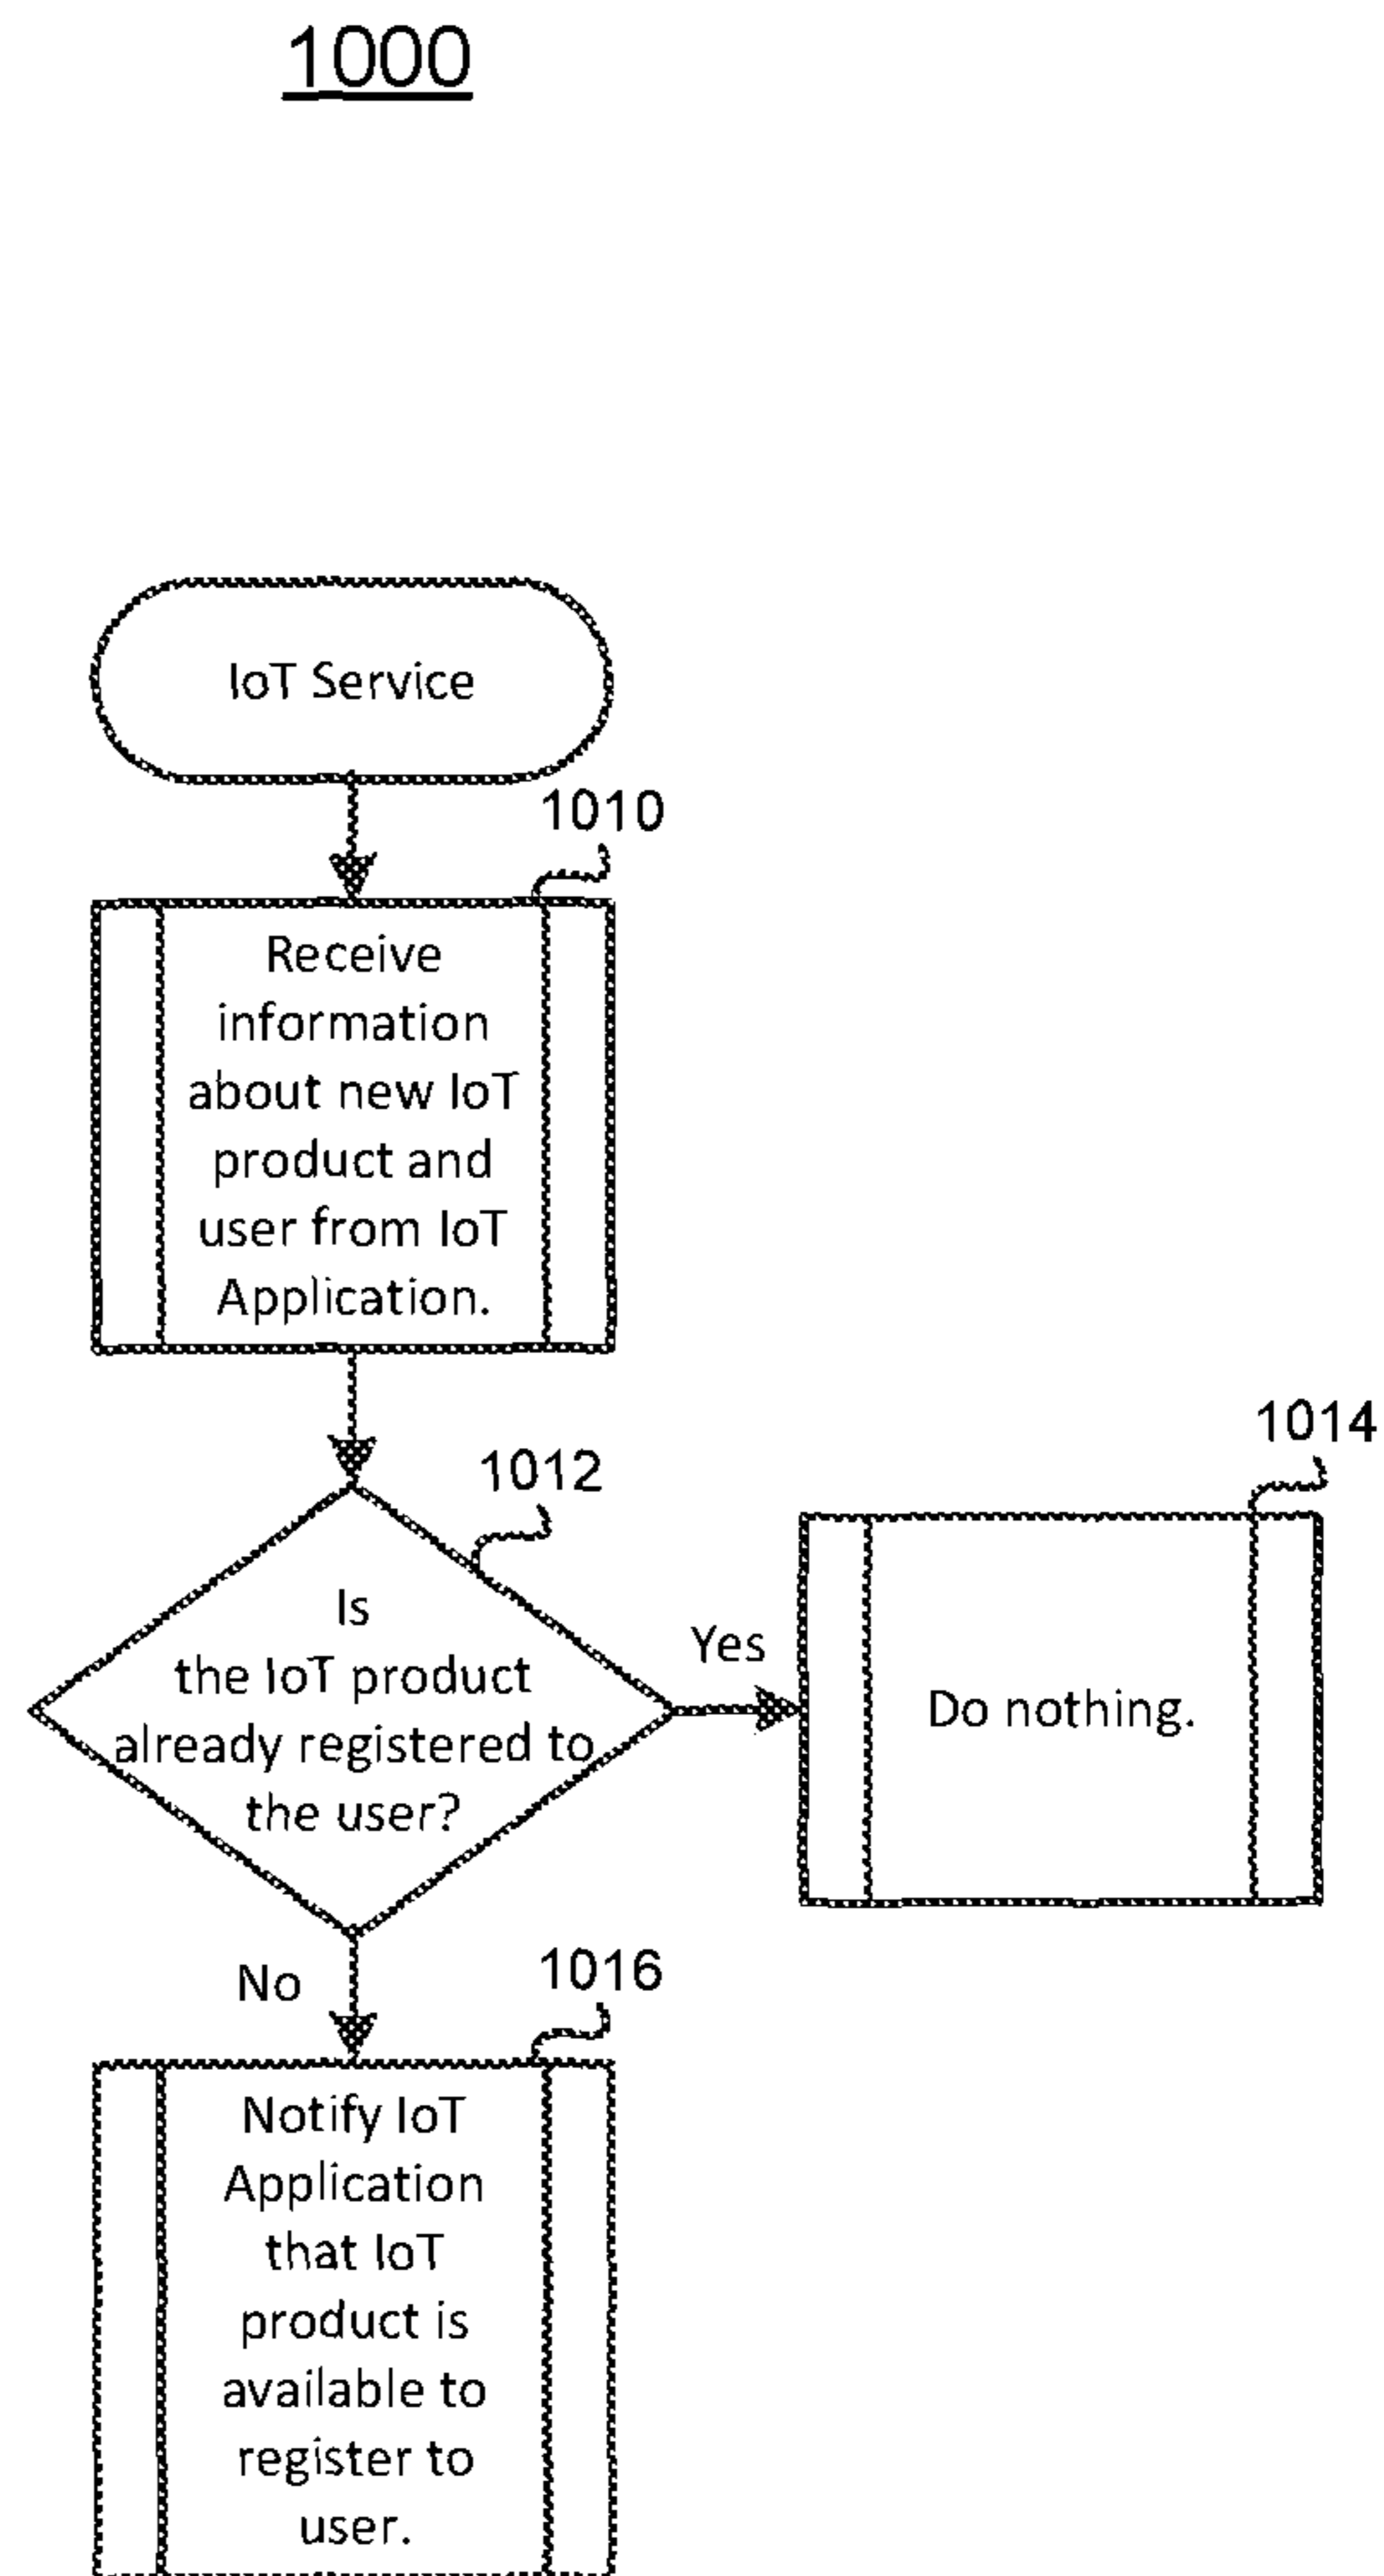 1000
IoT Service
1010
Receive
information
about new IoT
product and
user from IoT
Application.
1012
Is
the IoT product
already registered to
the user?
Yes
1014
Do nothing.
No
1016
Notify IoT
Application
that IoT
product is
available to
register to
user.